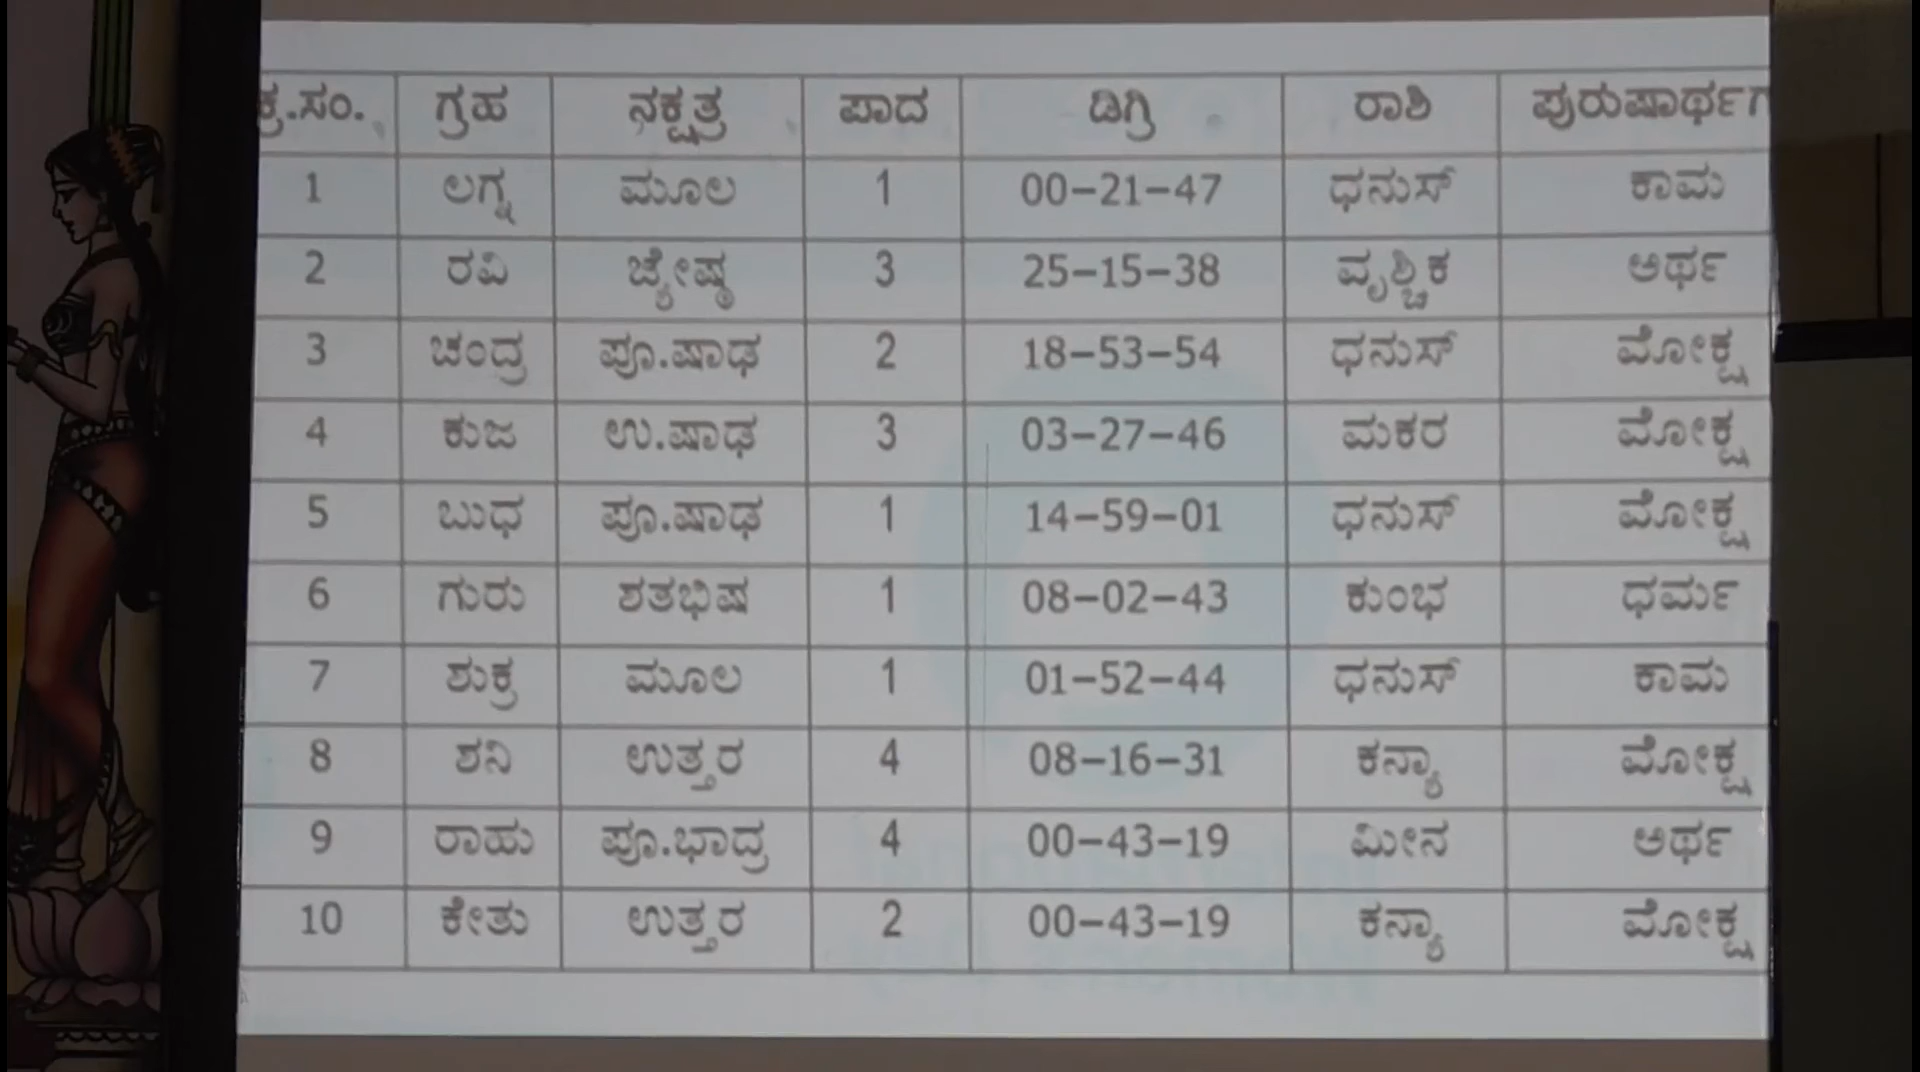 ಕ್ರ.ಸಂ. ಗ್ರಹ ನಕ್ಷತ್ರ ಪಾದ ಡಿಗ್ರಿ ರಾಶಿ ಪುರುಷಾರ್ಥಗ
1 ಲಗ್ನ ಮೂಲ 1 00-21-47 ಧನುಸ್ ಕಾಮ
2 ರವಿ ಜ್ಯೇಷ್ಠ 3 25-15-38 ವೃಶ್ಚಿಕ ಅರ್ಥ
3 ಚಂದ್ರ ಪೂ.ಷಾಢ 2 18-53-54 ಧನುಸ್ ಮೋಕ್ಷ
4 ಕುಜ ಉ.ಷಾಢ 3 03-27-46 ಮಕರ ಮೋಕ್ಷ
5 ಬುಧ ಪೂ.ಷಾಢ 1 14-59-01 ಧನುಸ್ ಮೋಕ್ಷ
6 ಗುರು ಶತಭಿಷ 1 08-02-43 ಕುಂಭ ಧರ್ಮ
7 ಶುಕ್ರ ಮೂಲ 1 01-52-44 ಧನುಸ್ ಕಾಮ
8 ಶನಿ ಉತ್ತರ 4 08-16-31 ಕನ್ಯಾ ಮೋಕ್ಷ
9 ರಾಹು ಪೂ.ಭಾದ್ರ 4 00-43-19 ಮೀನ ಅರ್ಥ
10 ಕೇತು ಉತ್ತರ 2 00-43-19 ಕನ್ಯಾ ಮೋಕ್ಷ